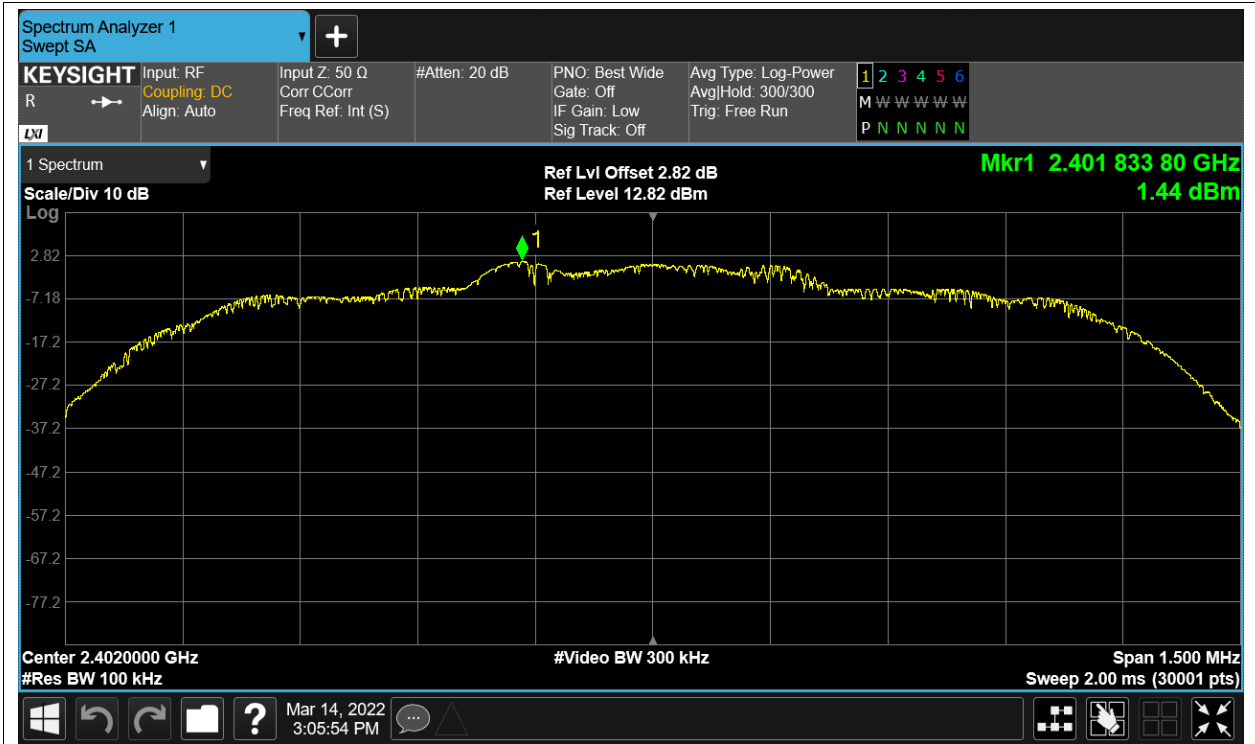 Spectrum Analyzer 1
Swept SA
KEYSIGHT
R
LXI
Input: RF
Coupling: DC
Align: Auto
Input Z: 50 Ω
Corr CCorr
Freq Ref: Int (S)
#Atten: 20 dB
PNO: Best Wide
Gate: Off
IF Gain: Low
Sig Track: Off
Avg Type: Log-Power
Avg|Hold: 300/300
Trig: Free Run
1 2 3 4 5 6
M W W W W W
P N N N N N
1 Spectrum
Scale/Div 10 dB
Log
Ref Lvl Offset 2.82 dB
Ref Level 12.82 dBm
Mkr1 2.401 833 80 GHz
1.44 dBm
1
2.82
-7.18
-17.2
-27.2
-37.2
-47.2
-57.2
-67.2
-77.2
Center 2.4020000 GHz
#Video BW 300 kHz
Span 1.500 MHz
#Res BW 100 kHz
Sweep 2.00 ms (30001 pts)
?
Mar 14, 2022
3:05:54 PM